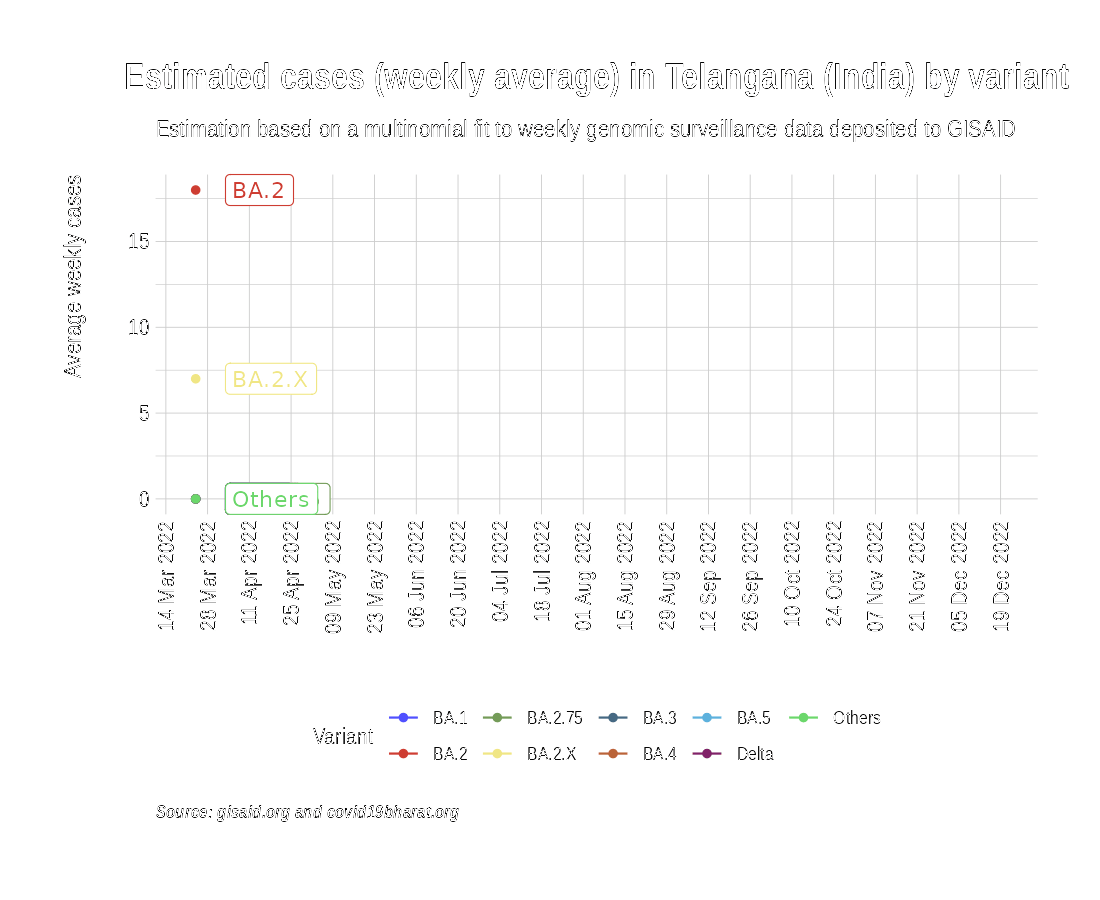 Estimated cases (weekly average) in Telangana (India) by variant
Estimation based on a multinomial fit to weekly genomic surveillance data deposited to GISAID
Average weekly cases
15
10
5
0
BA.2
BA.2.X
Others
14 Mar 2022
28 Mar 2022
11 Apr 2022
25 Apr 2022
09 May 2022
23 May 2022
06 Jun 2022
20 Jun 2022
04 Jul 2022
18 Jul 2022
01 Aug 2022
15 Aug 2022
29 Aug 2022
12 Sep 2022
26 Sep 2022
10 Oct 2022
24 Oct 2022
07 Nov 2022
21 Nov 2022
05 Dec 2022
19 Dec 2022
Variant
BA.1 BA.2.75 BA.3 BA.5 Others
BA.2 BA.2.X BA.4 Delta
Source: gisaid.org and covid19bharat.org